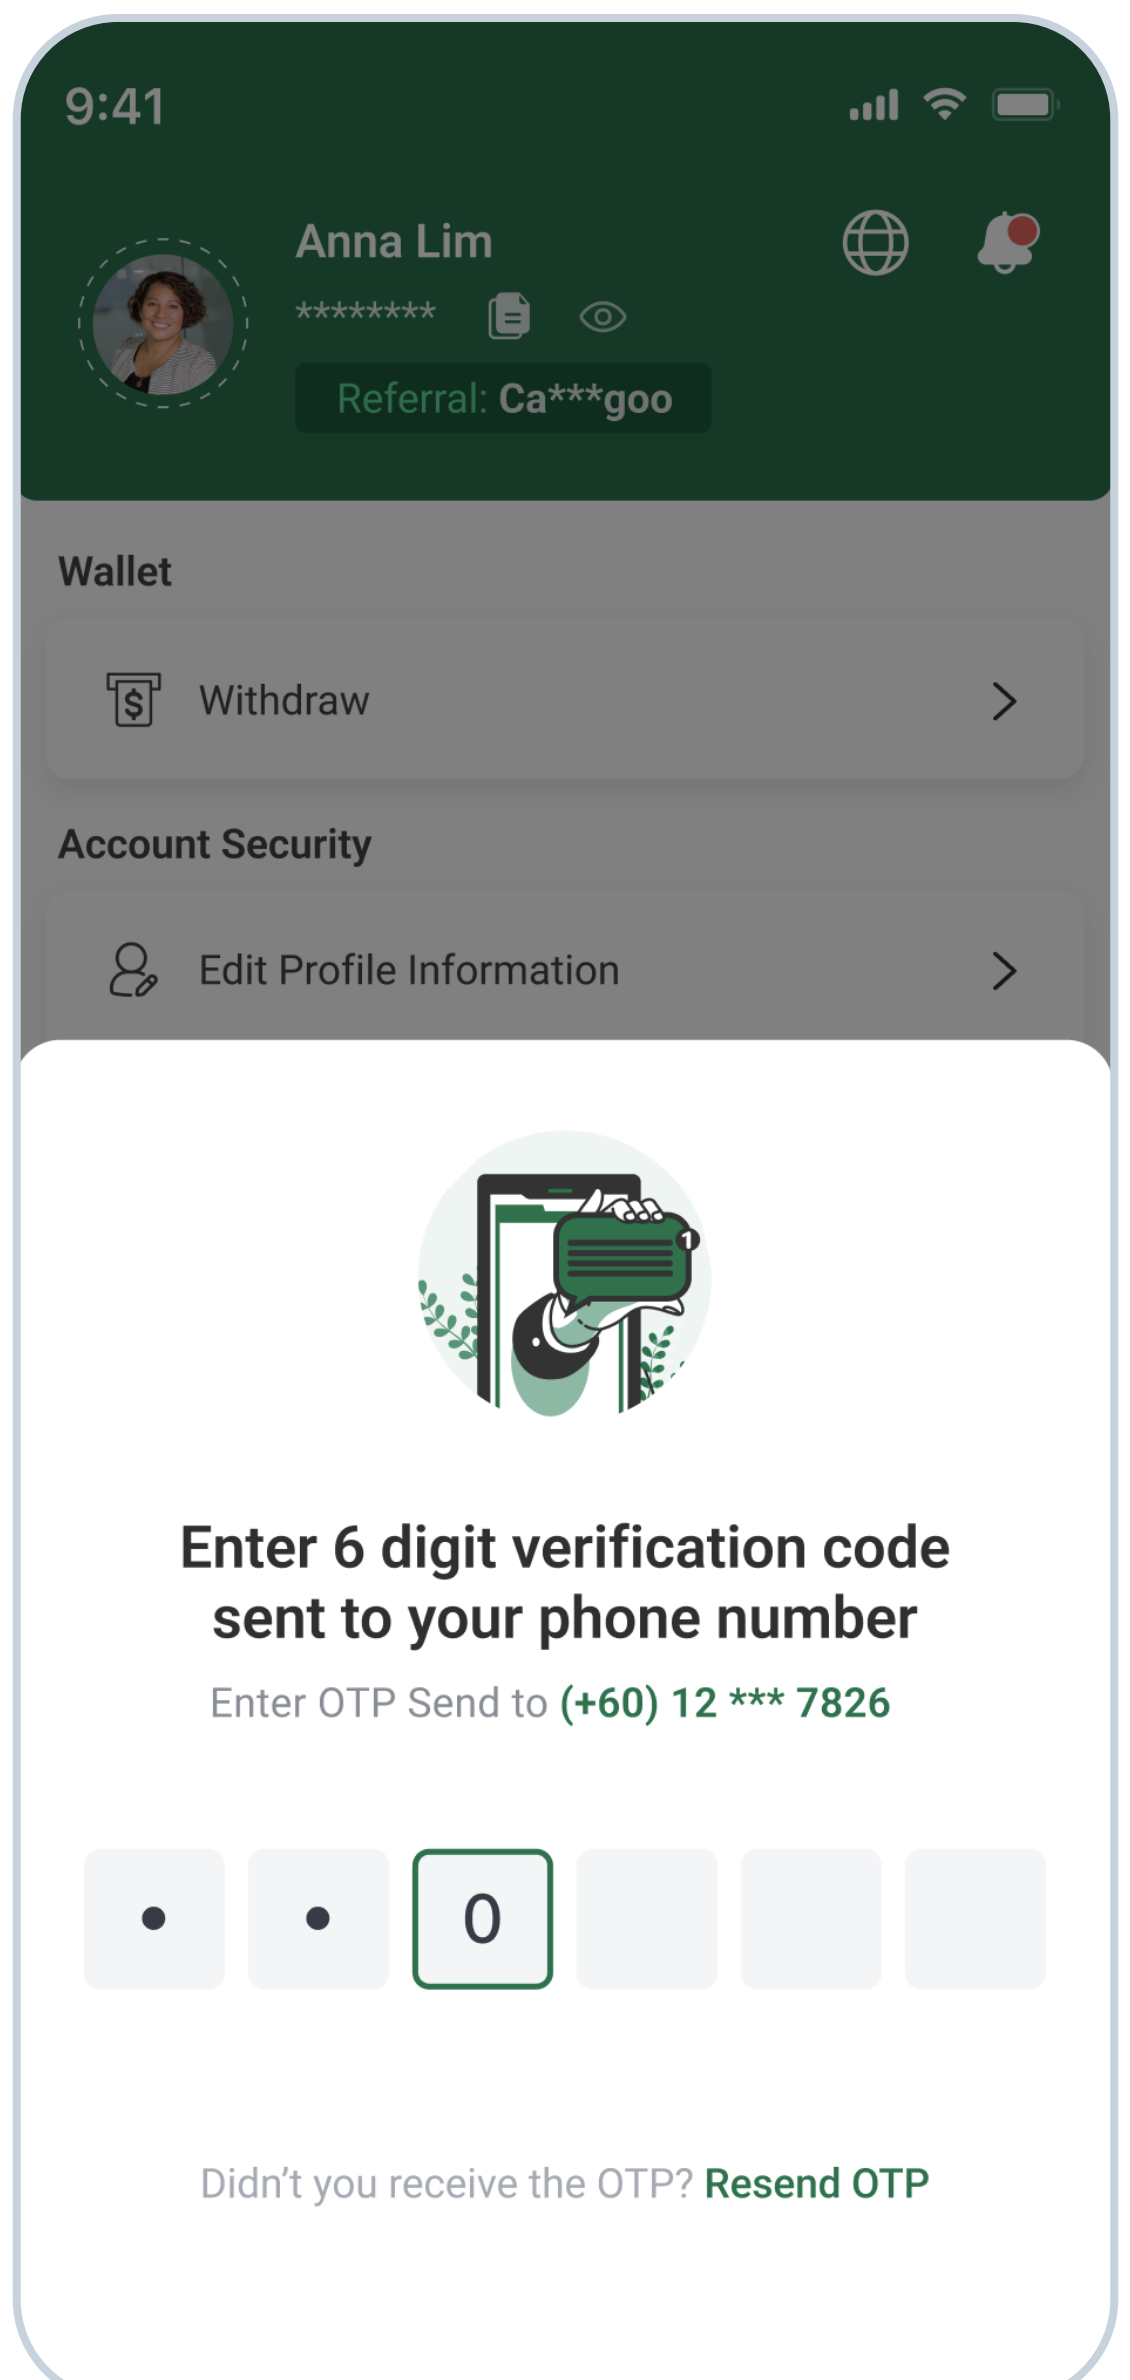 9:41
Anna Lim
********
Referral: Ca***goo
Wallet
$ Withdraw
Account Security
Edit Profile Information
1
Enter 6 digit verification code
sent to your phone number
Enter OTP Send to (+60) 12 *** 7826
• • 0
Didn’t you receive the OTP? Resend OTP